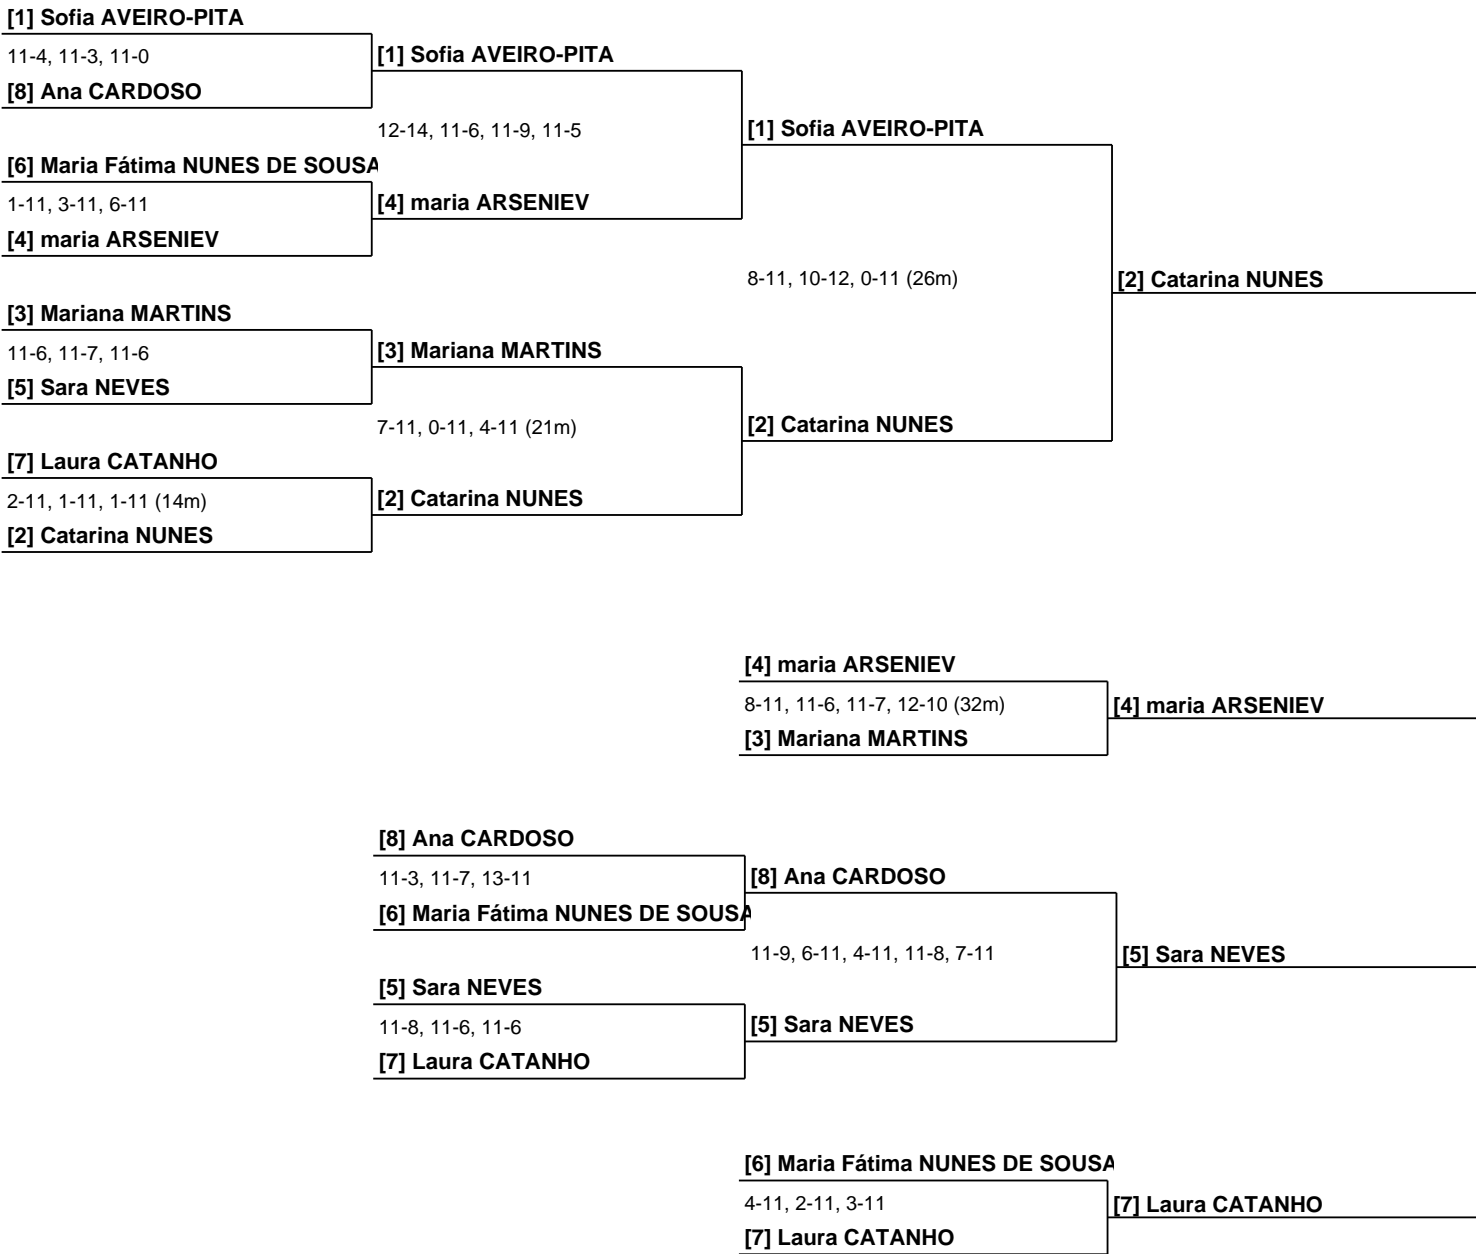 [1] Sofia AVEIRO-PITA
11-4, 11-3, 11-0
[8] Ana CARDOSO
[1] Sofia AVEIRO-PITA
12-14, 11-6, 11-9, 11-5
[1] Sofia AVEIRO-PITA
[6] Maria Fátima NUNES DE SOUSA
1-11, 3-11, 6-11
[4] maria ARSENIEV
[4] maria ARSENIEV
8-11, 10-12, 0-11 (26m)
[2] Catarina NUNES
[3] Mariana MARTINS
11-6, 11-7, 11-6
[5] Sara NEVES
[3] Mariana MARTINS
7-11, 0-11, 4-11 (21m)
[2] Catarina NUNES
[7] Laura CATANHO
2-11, 1-11, 1-11 (14m)
[2] Catarina NUNES
[2] Catarina NUNES
[4] maria ARSENIEV
8-11, 11-6, 11-7, 12-10 (32m)
[3] Mariana MARTINS
[4] maria ARSENIEV
[8] Ana CARDOSO
11-3, 11-7, 13-11
[6] Maria Fátima NUNES DE SOUSA
[8] Ana CARDOSO
11-9, 6-11, 4-11, 11-8, 7-11
[5] Sara NEVES
[5] Sara NEVES
11-8, 11-6, 11-6
[7] Laura CATANHO
[5] Sara NEVES
[6] Maria Fátima NUNES DE SOUSA
4-11, 2-11, 3-11
[7] Laura CATANHO
[7] Laura CATANHO